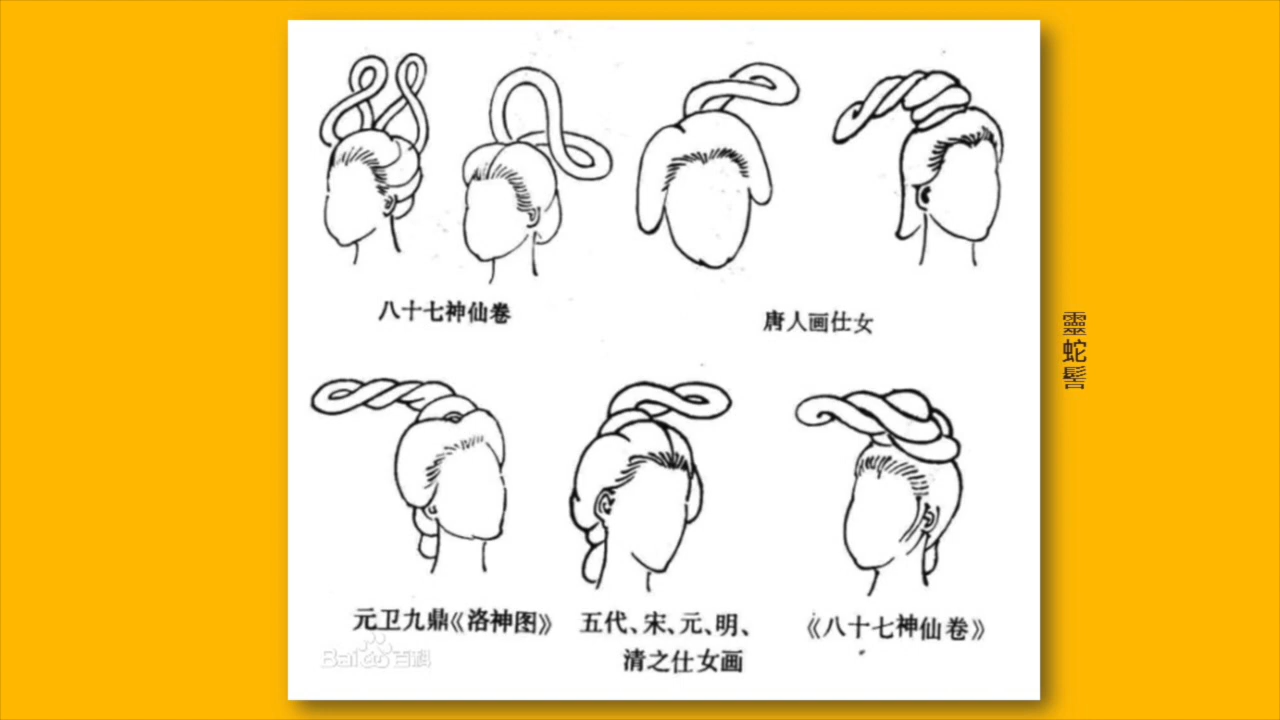 八十七神仙卷
唐人画仕女
靈蛇髻
元卫九鼎《洛神图》
五代、宋、元、明、
清之仕女画
《八十七神仙卷》
Baidu百科